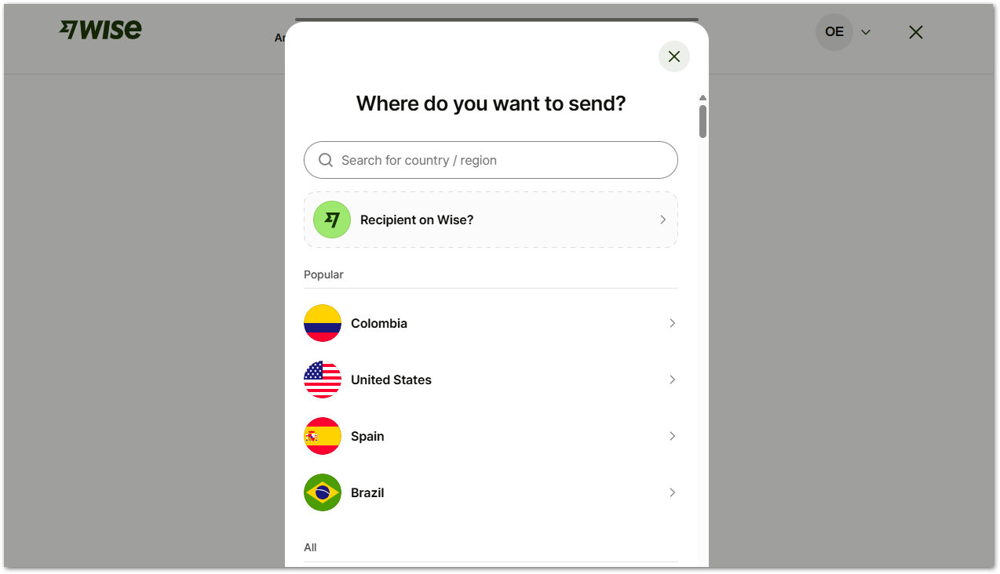 WISE
Ar
OE
Where do you want to send?
Search for country / region
Recipient on Wise?
Popular
Colombia
United States
Spain
Brazil
All